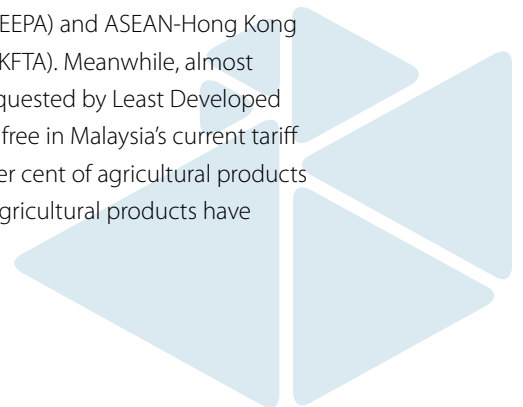 EEPA) and ASEAN-Hong Kong
KFTA). Meanwhile, almost
quested by Least Developed
free in Malaysia's current tariff
er cent of agricultural products
gricultural products have